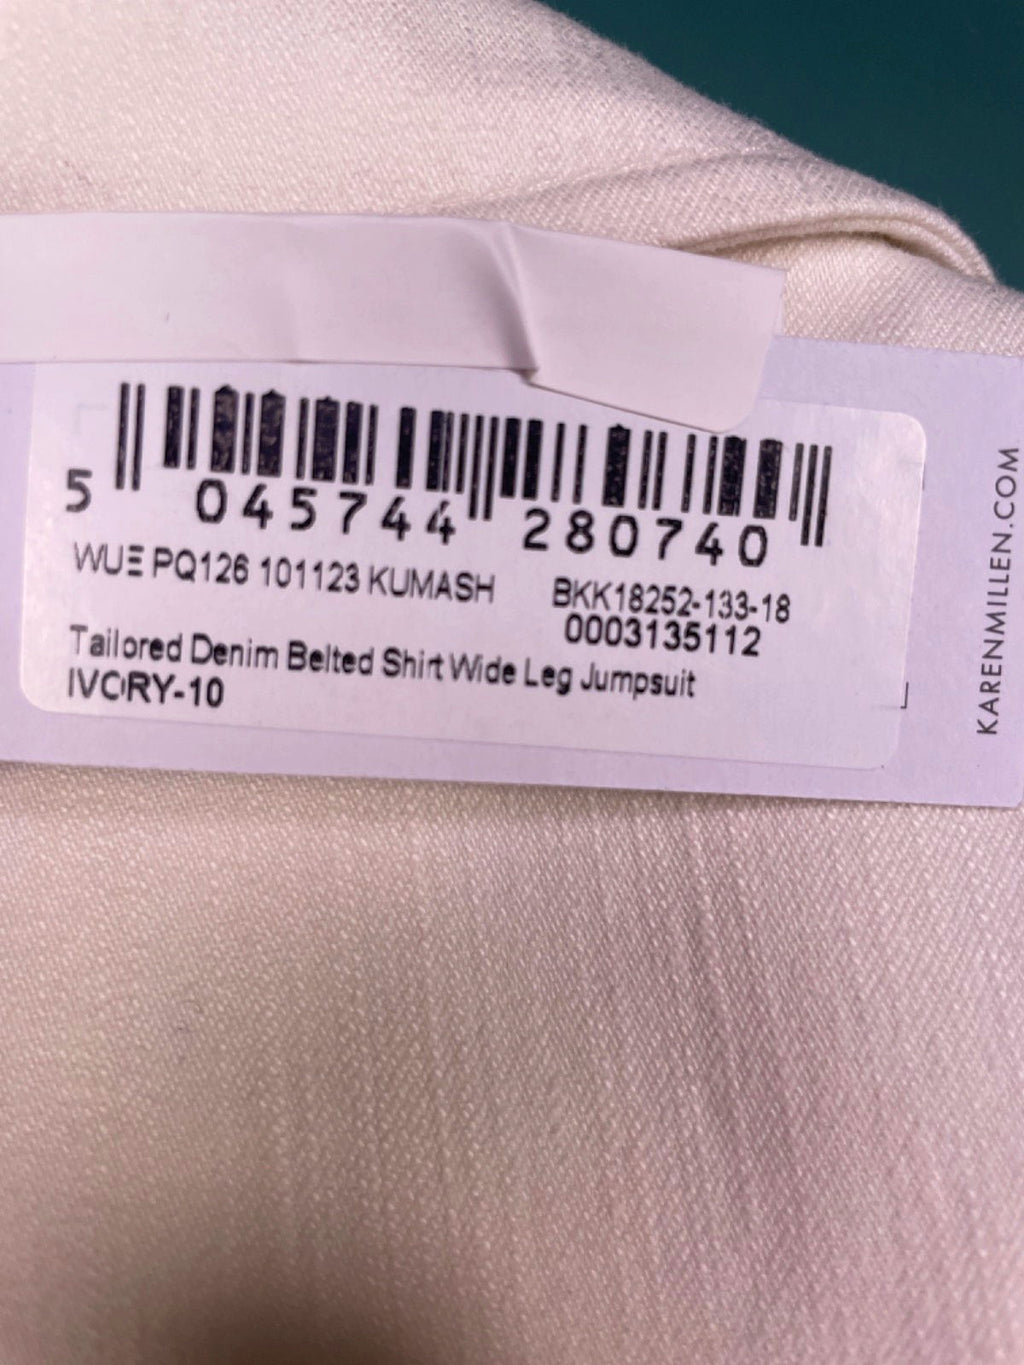 5 045744 280740
WUE PQ126 101123 KUMASH BKK18252-133-18
0003135112
Tailored Denim Belted Shirt Wide Leg Jumpsuit
IVORY-10
KARENMILLEN.COM